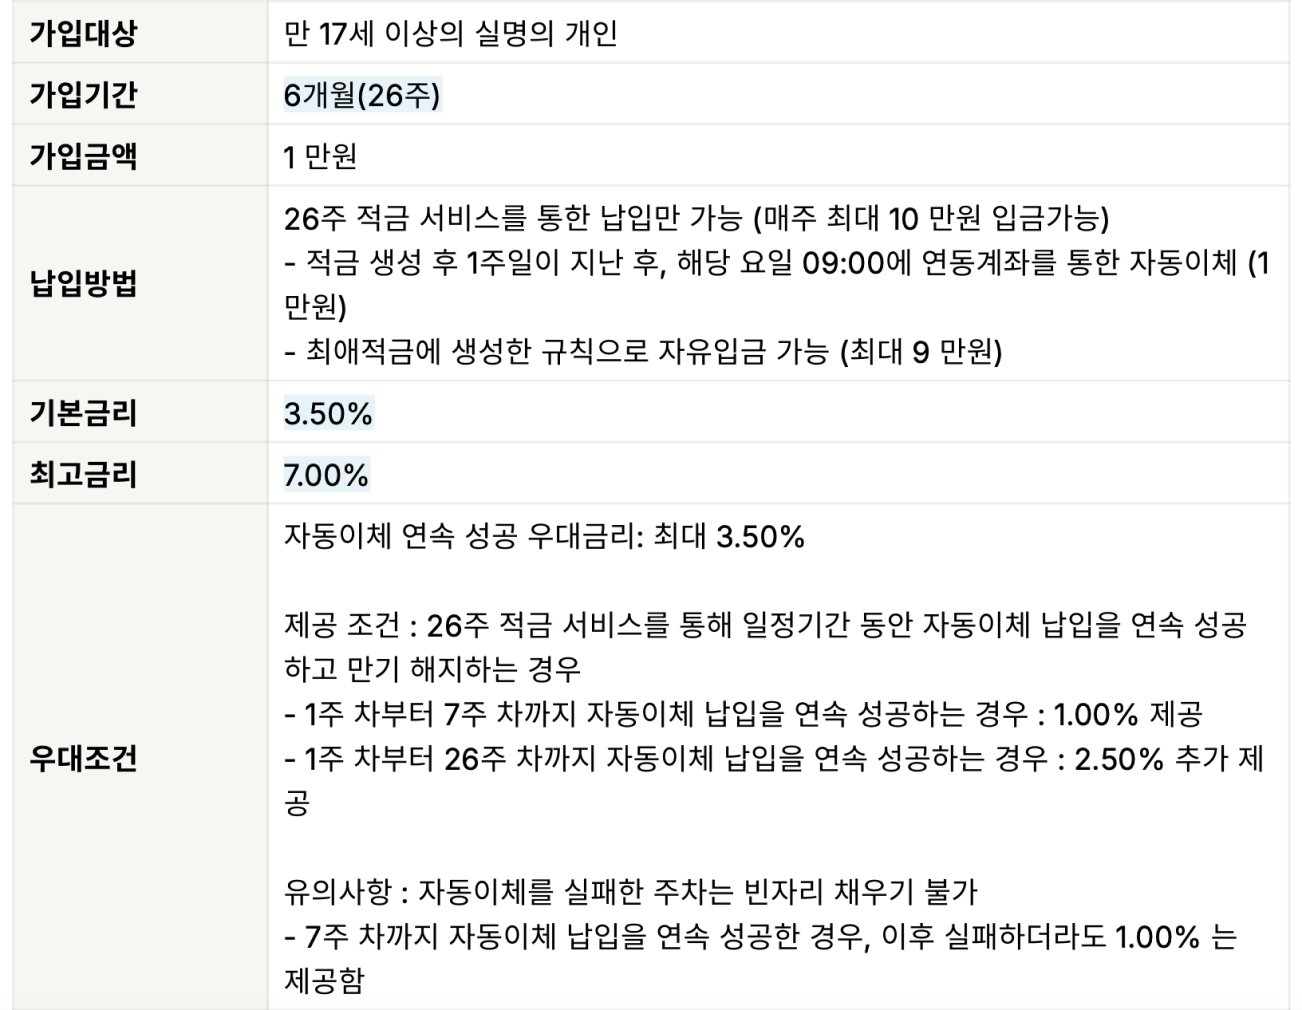 가입대상
만 17세 이상의 실명의 개인
가입기간
6개월(26주)
가입금액
1 만원
납입방법
26주 적금 서비스를 통한 납입만 가능 (매주 최대 10 만원 입금가능)
- 적금 생성 후 1주일이 지난 후, 해당 요일 09:00에 연동계좌를 통한 자동이체 (1
만원)
- 최애적금에 생성한 규칙으로 자유입금 가능 (최대 9 만원)
기본금리
3.50%
최고금리
7.00%
우대조건
자동이체 연속 성공 우대금리: 최대 3.50%
제공 조건 : 26주 적금 서비스를 통해 일정기간 동안 자동이체 납입을 연속 성공
하고 만기 해지하는 경우
- 1주 차부터 7주 차까지 자동이체 납입을 연속 성공하는 경우 : 1.00% 제공
- 1주 차부터 26주 차까지 자동이체 납입을 연속 성공하는 경우 : 2.50% 추가 제
공
유의사항 : 자동이체를 실패한 주차는 빈자리 채우기 불가
- 7주 차까지 자동이체 납입을 연속 성공한 경우, 이후 실패하더라도 1.00% 는
제공함